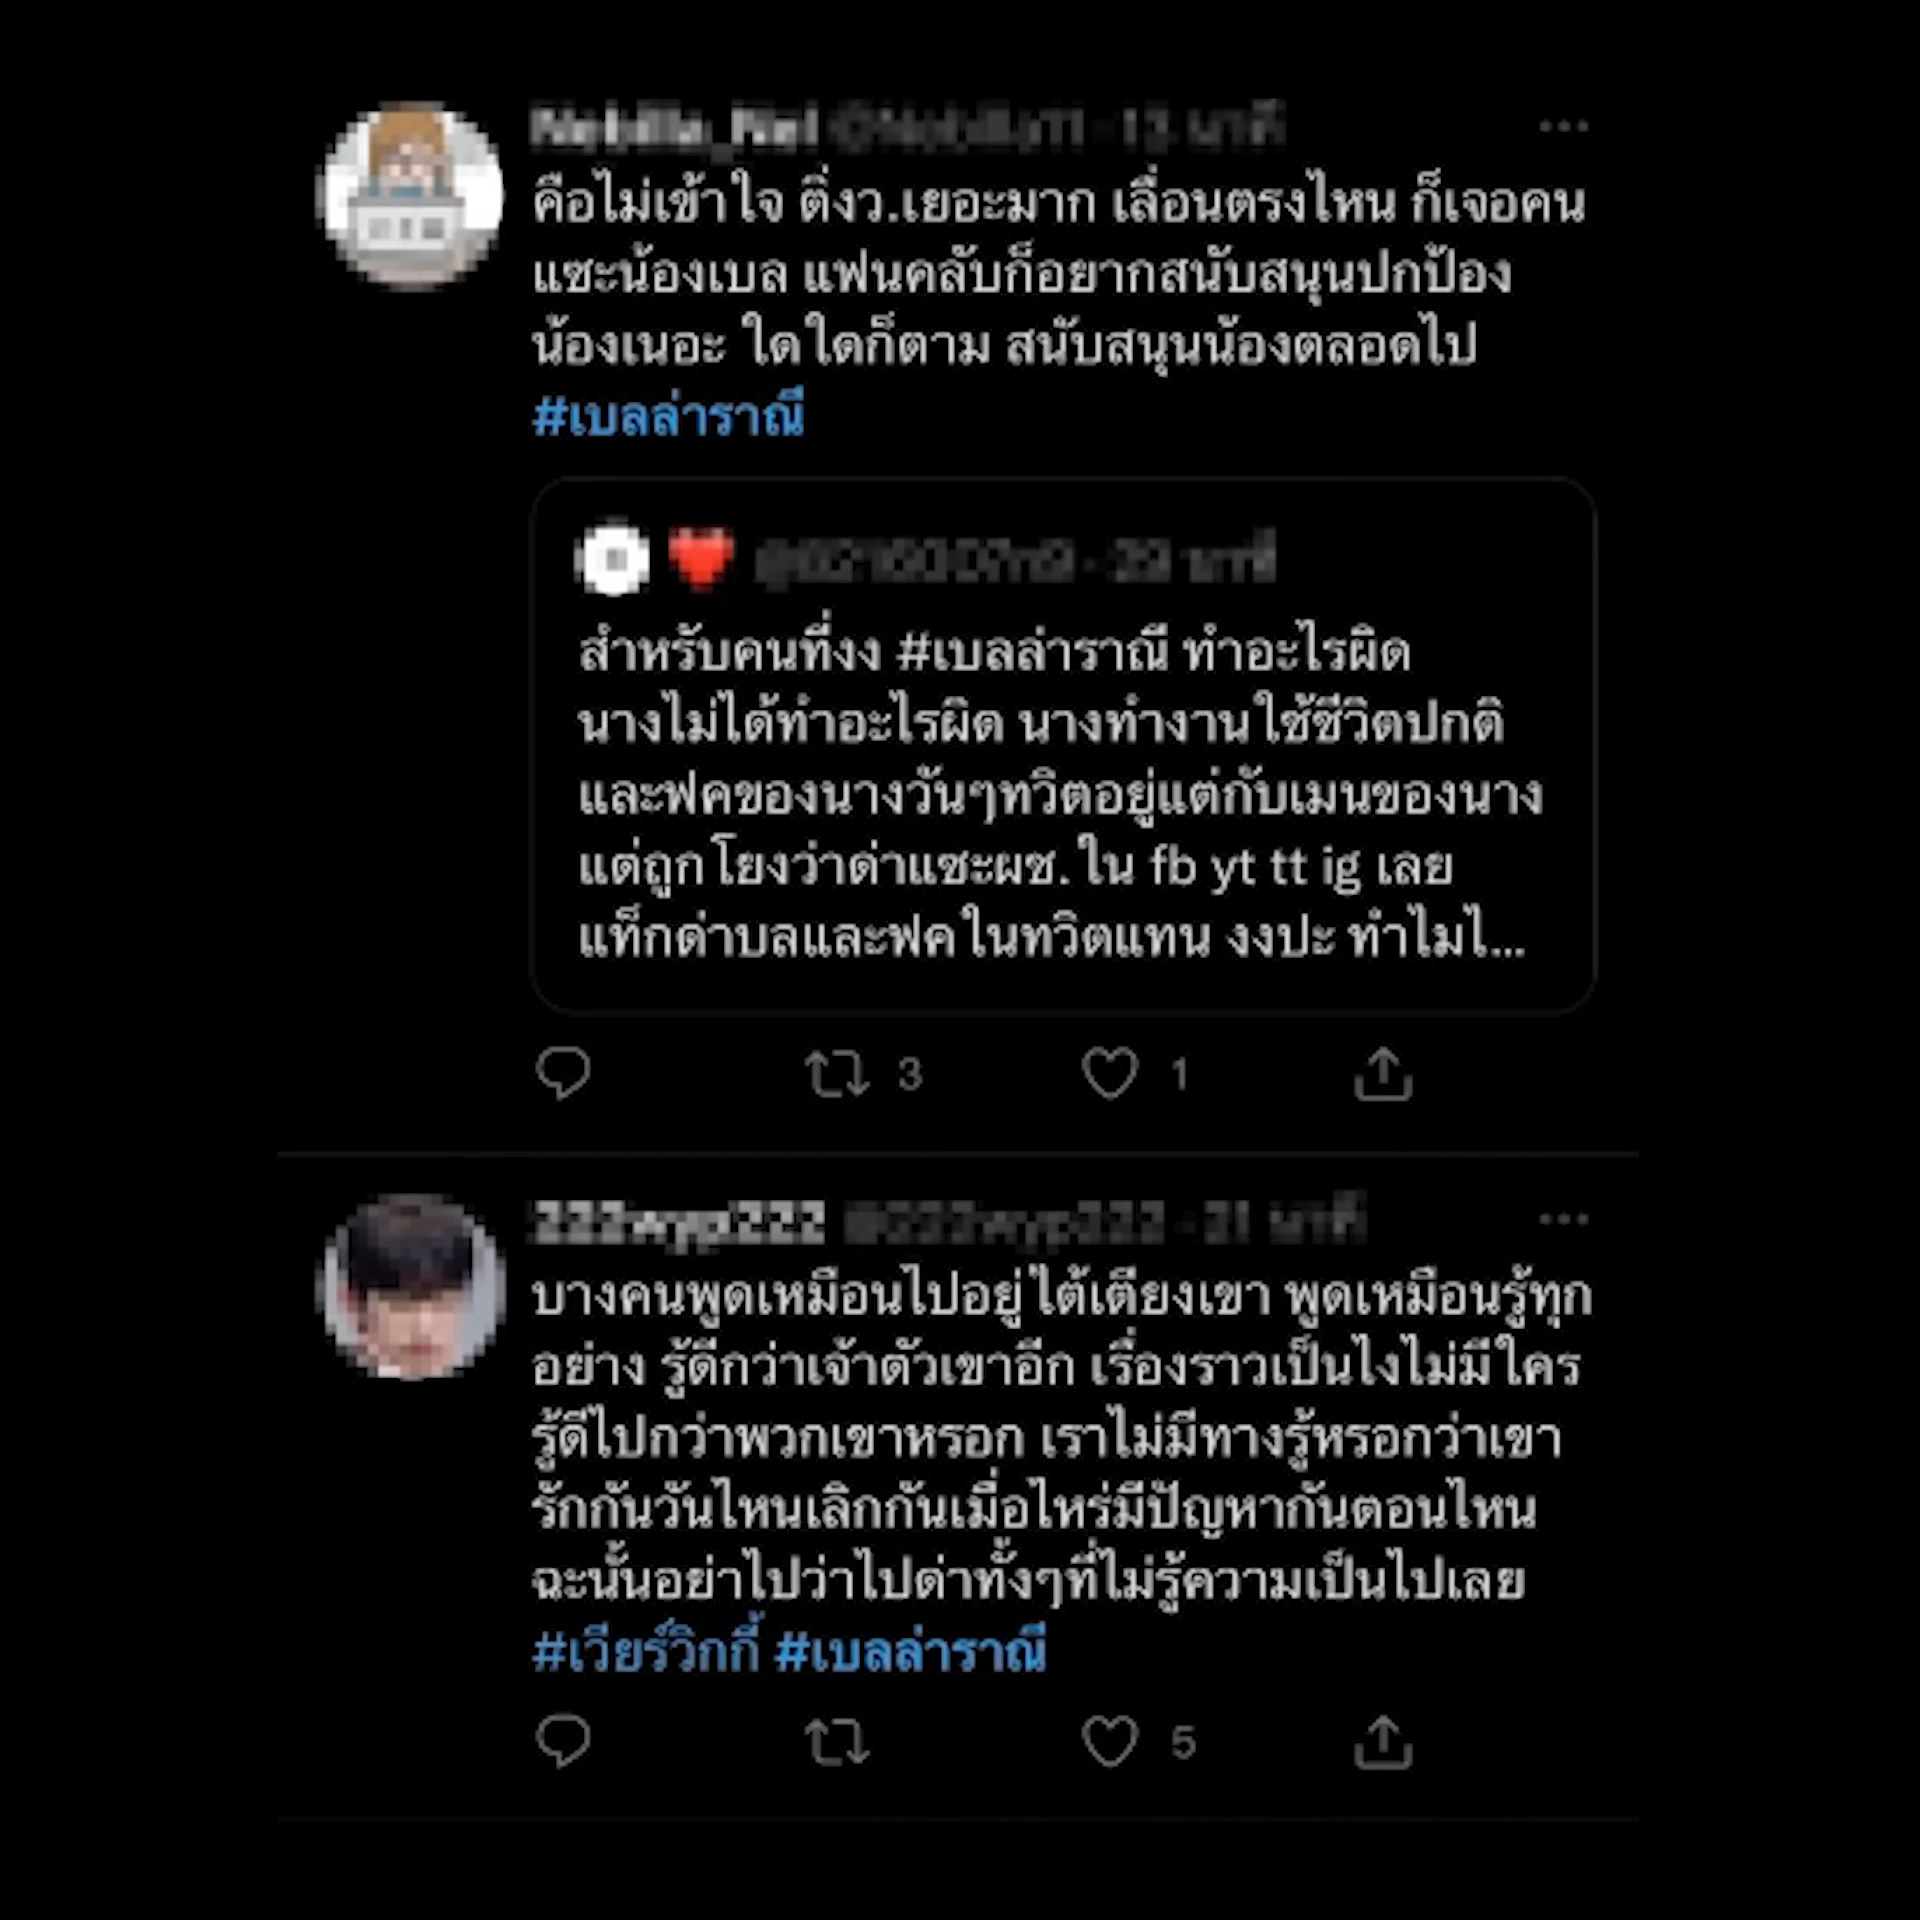 คือไม่เข้าใจ ติ่งว.เยอะมาก เลื่อนตรงไหน ก็เจอคน
แซะน้องเบล แฟนคลับก็อยากสนับสนุนปกป้อง
น้องเนอะ ใดใดก็ตาม สนับสนุนน้องตลอดไป
#เบลล่าราณี
สำหรับคนที่งง #เบลล่าราณี ทำอะไรผิด
นางไม่ได้ทำอะไรผิด นางทำงานใช้ชีวิตปกติ
และฟคของนางวันๆทวิตอยู่แต่กับเมนของนาง
แต่ถูกโยงว่าด่าแซะผช.ใน fb yt tt ig เลย
แท็กด่าบลและฟคในทวิตแทน งงปะ ทำไมไ...
3
1
บางคนพูดเหมือนไปอยู่ไต้เตียงเขา พูดเหมือนรู้ทุก
อย่าง รู้ดีกว่าเจ้าตัวเขาอีก เรื่องราวเป็นไงไม่มีใคร
รู้ดีไปกว่าพวกเขาหรอก เราไม่มีทางรู้หรอกว่าเขา
รักกันวันไหนเลิกกันเมื่อไหร่มีปัญหากันตอนไหน
ฉะนั้นอย่าไปว่าไปด่าทั้งๆที่ไม่รู้ความเป็นไปเลย
#เวียร์วิกกี้ #เบลล่าราณี
5